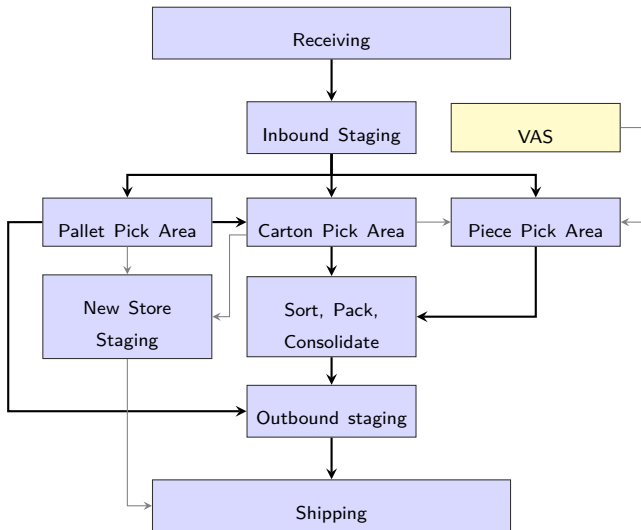 Receiving
Inbound Staging
VAS
Pallet Pick Area
Carton Pick Area
Piece Pick Area
New Store
Staging
Sort, Pack,
Consolidate
Outbound staging
Shipping